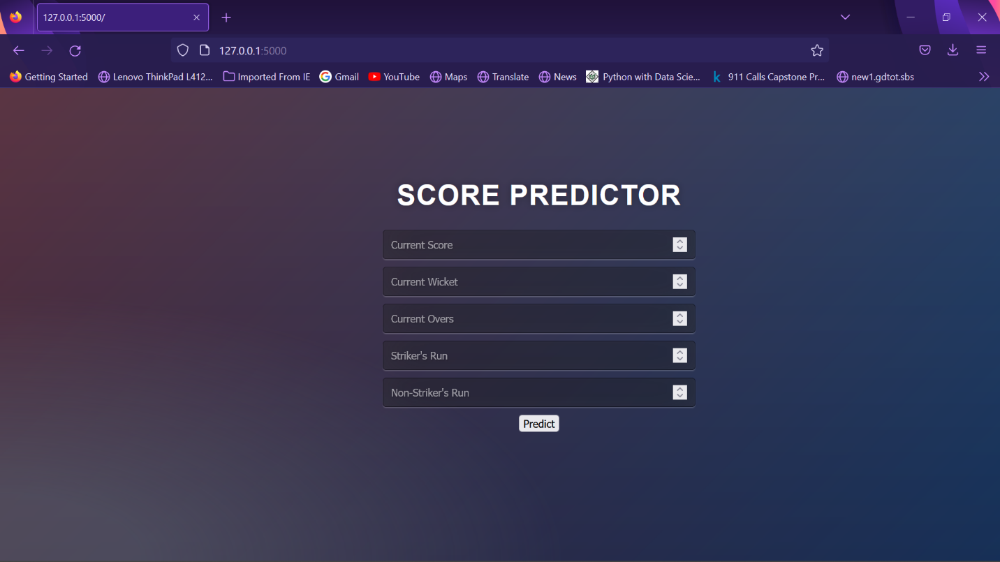 127.0.0.1:5000/
127.0.0.1:5000
Getting Started Lenovo ThinkPad L412... Imported From IE Gmail YouTube Maps Translate News Python with Data Scie... 911 Calls Capstone Pr... new1.gdtot.sbs
SCORE PREDICTOR
Current Score
Current Wicket
Current Overs
Striker's Run
Non-Striker's Run
Predict